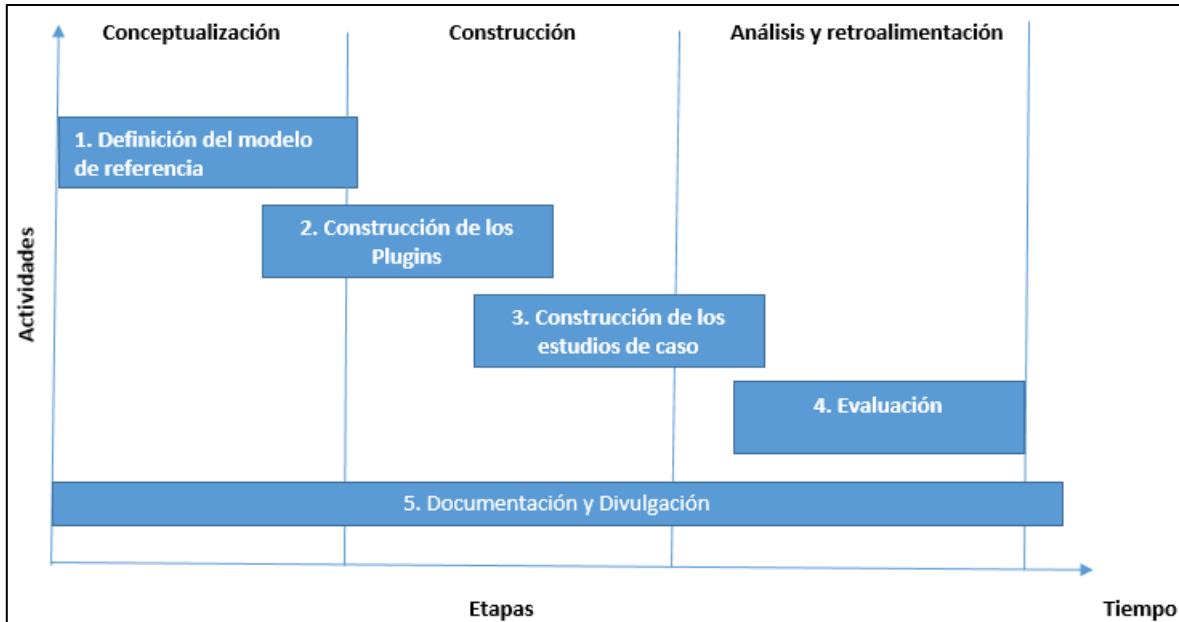 Conceptualización
Construcción
Análisis y retroalimentación
1. Definición del modelo
de referencia
2. Construcción de los
Plugins
3. Construcción de los
estudios de caso
4. Evaluación
5. Documentación y Divulgación
Actividades
Etapas
Tiempo